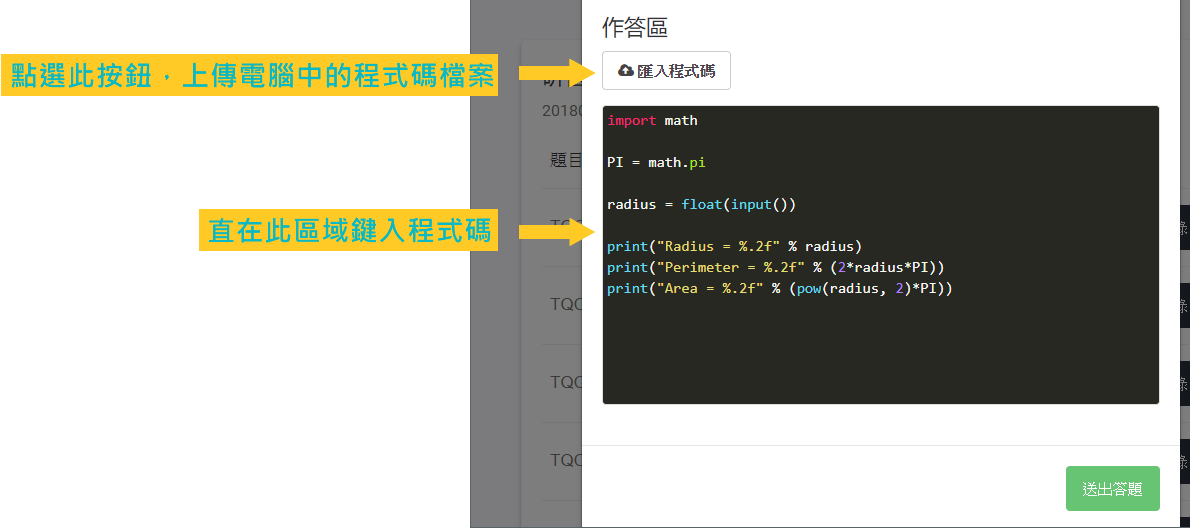 作答區
點選此按鈕，上傳電腦中的程式碼檔案
匯入程式碼
20180
題目
import math
PI = math.pi
radius = float(input())
直在此區域鍵入程式碼
print("Radius = %.2f" % radius)
print("Perimeter = %.2f" % (2*radius*PI))
print("Area = %.2f" % (pow(radius, 2)*PI))
TQC
TQC
TQC
送出答題